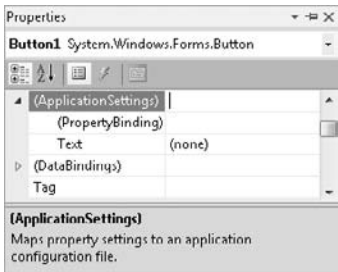 Properties
Button1 System.Windows.Forms.Button
(ApplicationSettings)
(PropertyBinding)
Text (none)
(DataBindings)
Tag
(ApplicationSettings)
Maps property settings to an application
configuration file.